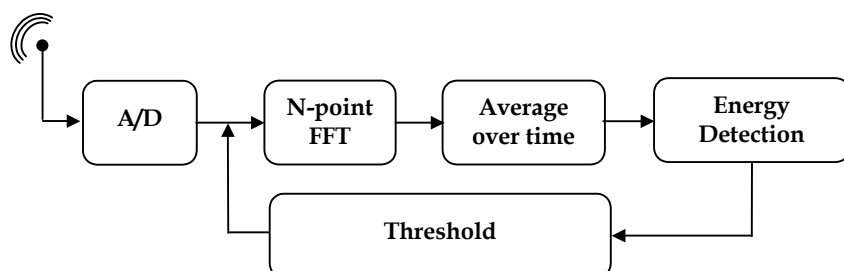 A/D
N-point
FFT
Average
over time
Energy
Detection
Threshold